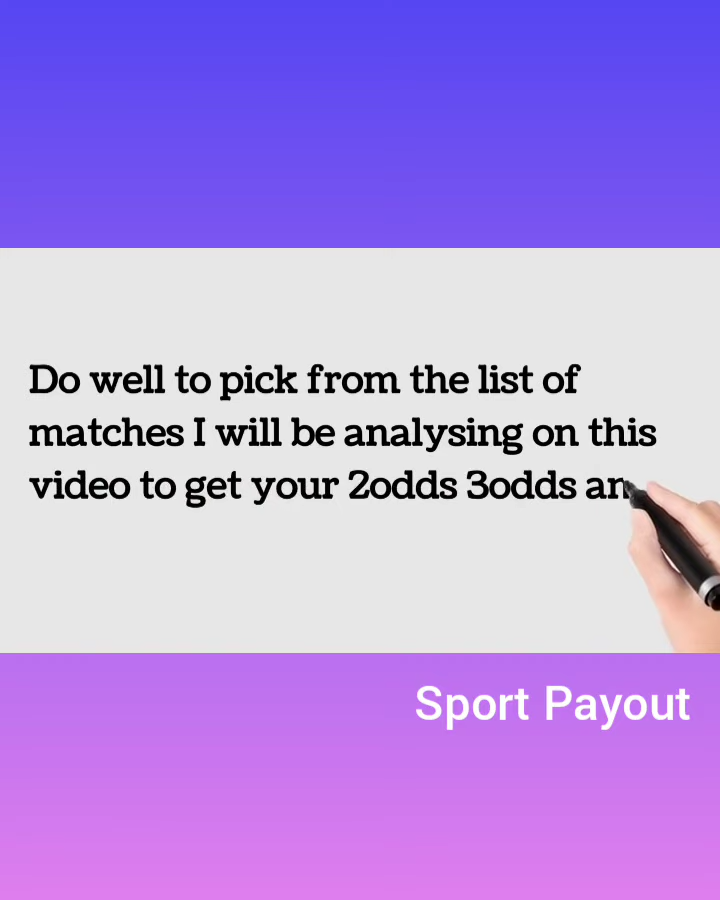 Do well to pick from the list of
matches I will be analysing on this
video to get your 2odds 3odds an
Sport Payout